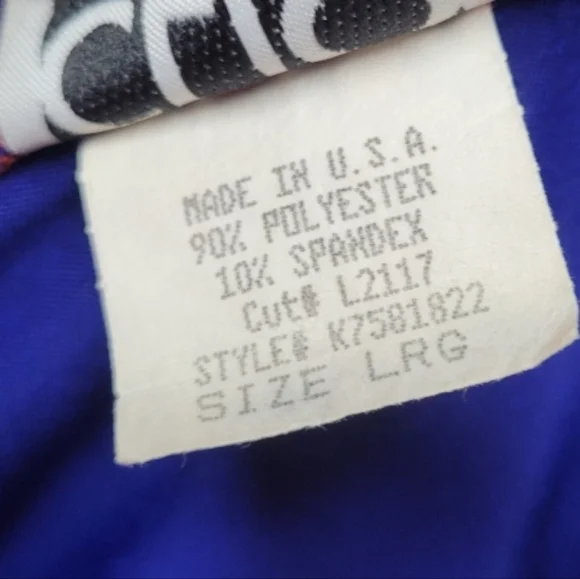 MADE IN U.S.A.
90% POLYESTER
10% SPANDEX
Cut# L2117
STYLE# K7581822
SIZE LRG